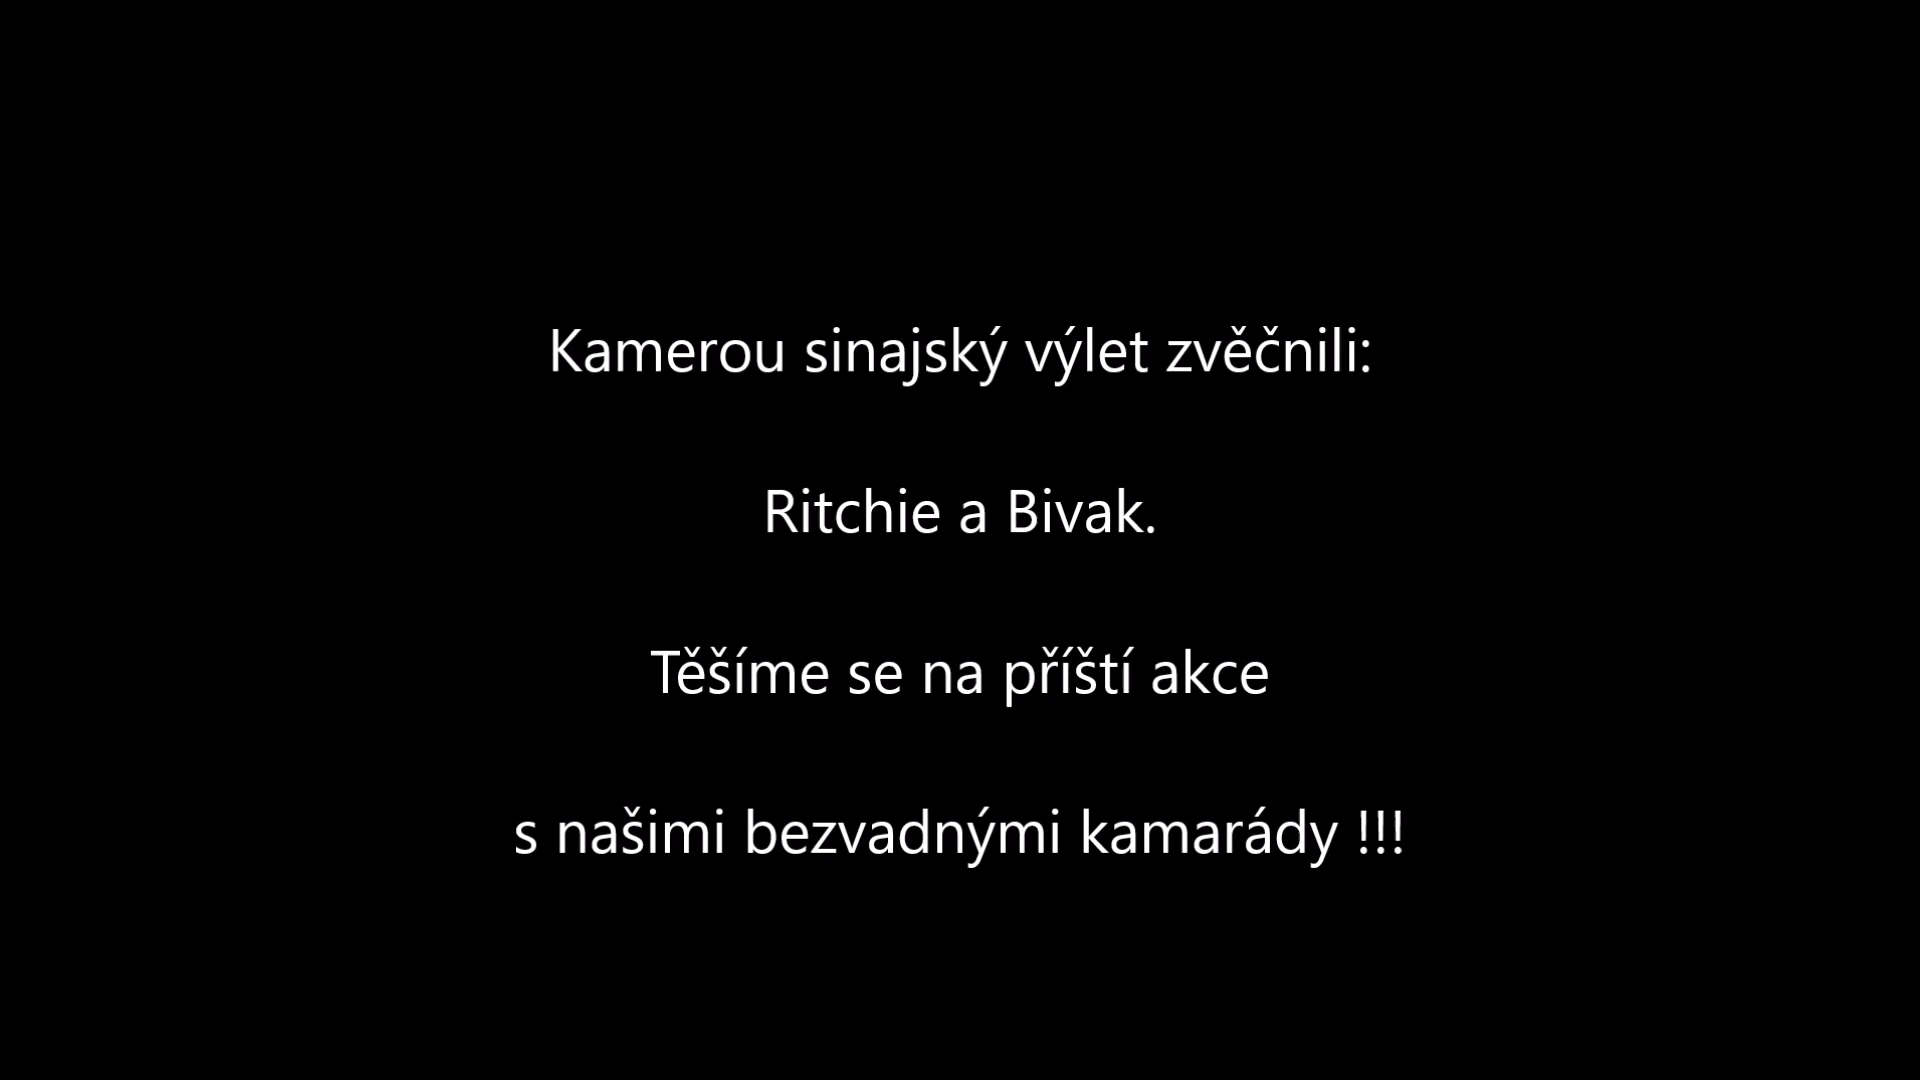 Kamerou sinajský výlet zvěčnili:
Ritchie a Bivak.
Těšíme se na příští akce
s našimi bezvadnými kamarády !!!